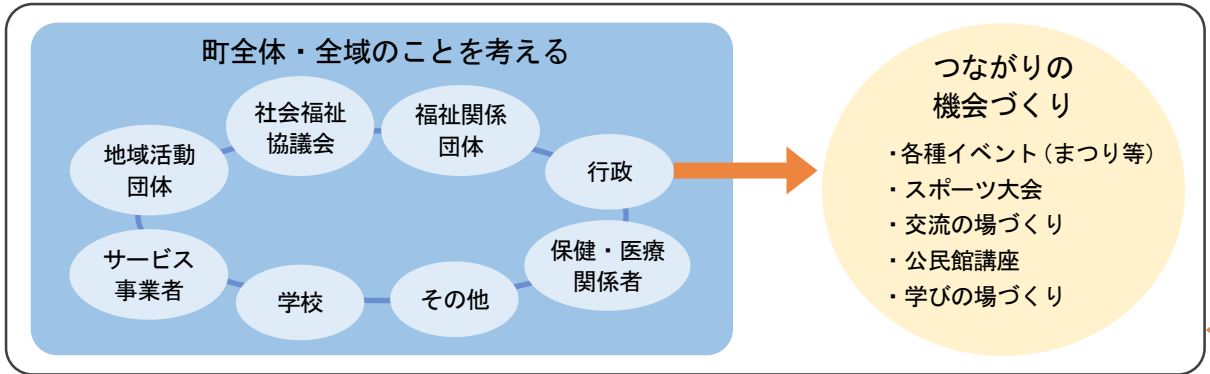 町全体・全域のことを考える
社会福祉
協議会
福祉関係
団体
地域活動
団体
行政
サービス
事業者
学校
その他
保健・医療
関係者
つながりの
機会づくり
・各種イベント(まつり等)
・スポーツ大会
・交流の場づくり
・公民館講座
・学びの場づくり